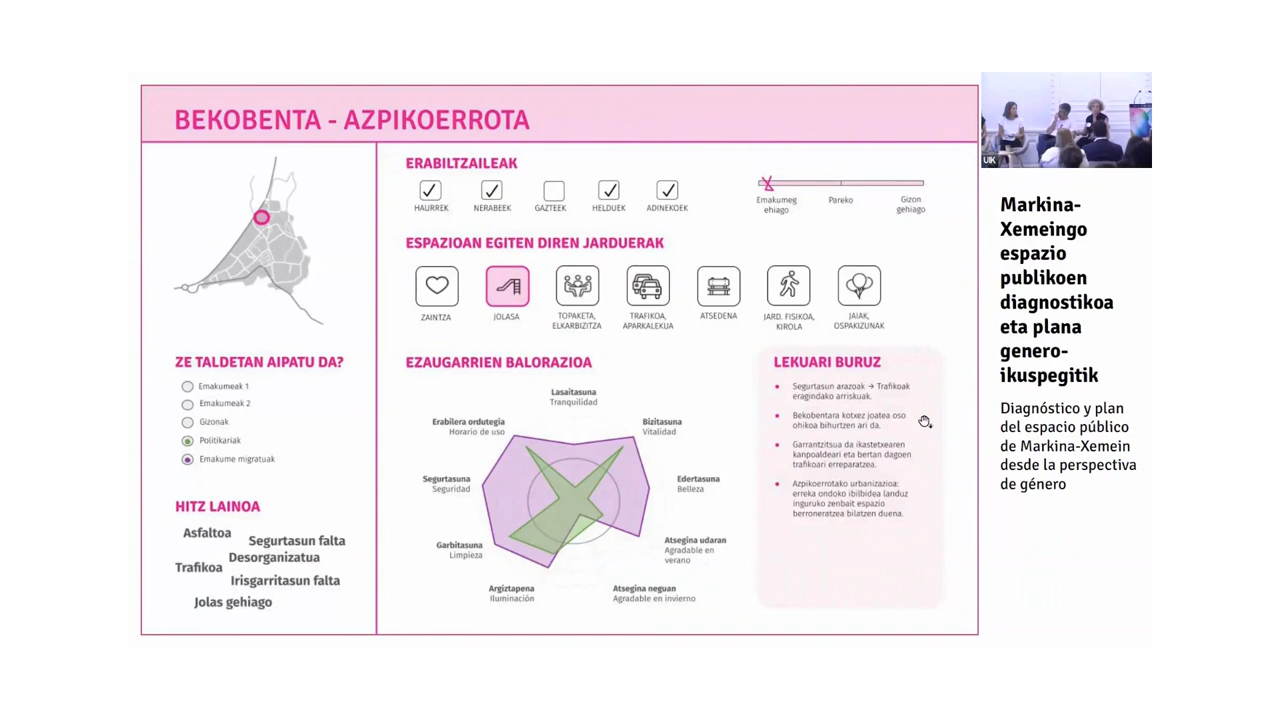 BEKOBENTA - AZPIKOERROTA
ERABILTZAILEAK
HAURREK
NERABEEK
GAZTEEK
HELDUEK
ADINEKOEK
Emakumeg
ehiago
Pareko
Gizon
gehiago
ESPAZIOAN EGITEN DIREN JARDUERAK
ZAINTZA
JOLASA
TOPAKETA,
ELKARBIZITZA
TRAFIKOA,
APARKALEKUA
ATSEDENA
JARD. FISIKOA,
KIROLA
JAIAK,
OSPAKIZUNAK
ZE TALDETAN AIPATU DA?
Emakumeak 1
Emakumeak 2
Gizonak
Politikariak
Emakume migratuak
HITZ LAINOA
Asfaltoa
Segurtasun falta
Desorganizatua
Trafikoa
Irisgarritasun falta
Jolas gehiago
EZAUGARRIEN BALORAZIOA
Lasaitasuna
Tranquilidad
Erabilera ordutegia
Horario de uso
Bizitasuna
Vitalidad
Segurtasuna
Seguridad
Edertasuna
Belleza
Garbitasuna
Limpieza
Atsegina udaran
Agradable en
verano
Argiztapena
Iluminación
Atsegina neguan
Agradable en invierno
LEKUARI BURUZ
• Segurtasun arazoak → Trafikoak
eragindako arriskuak.
• Bekobentara kotxez joatea oso
ohikoa bihurtzen ari da.
• Garrantzitsua da ikastetxearen
kanpoaldeari eta bertan dagoen
trafikoari erreparatzea.
• Azpikoerrotako urbanizazioa:
erreka ondoko ibilbidea landuz
inguruko zenbait espazio
berroneratzea bilatzen duena.
UIK
Markina-
Xemeingo
espazio
publikoen
diagnostikoa
eta plana
genero-
ikuspegitik
Diagnóstico y plan
del espacio público
de Markina-Xemein
desde la perspectiva
de género